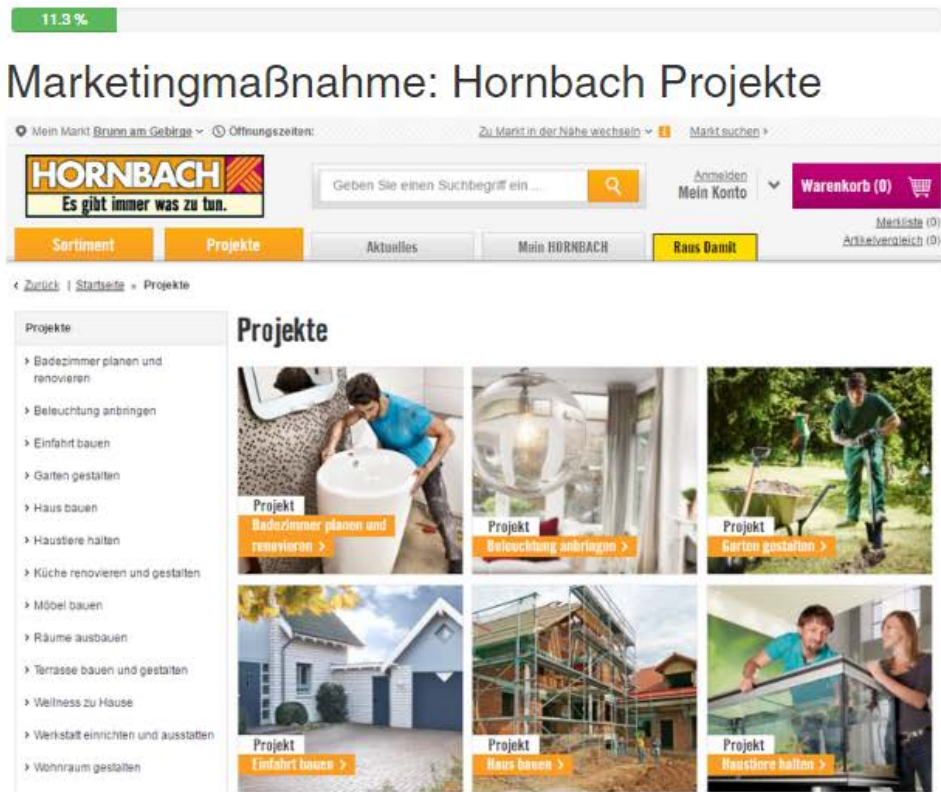 11.3 %
Marketingmaßnahme: Hornbach Projekte
Mein Markt Brunn am Gebirge Öffnungszeiten: Zu Markt in der Nähe wechseln Markt suchen ›
HORNBACH
Es gibt immer was zu tun.
Geben Sie einen Suchbegriff ein ...
Anmelden
Mein Konto
Warenkorb (0)
Merkliste (0)
Artikelvergleich (0)
Sortiment Projekte Aktuelles Mein HORNBACH Raus Damit
‹ Zurück | Startseite » Projekte
Projekte
› Badezimmer planen und
renovieren
› Beleuchtung anbringen
› Einfahrt bauen
› Garten gestalten
› Haus bauen
› Haustiere halten
› Küche renovieren und gestalten
› Möbel bauen
› Räume ausbauen
› Terrasse bauen und gestalten
› Wellness zu Hause
› Werkstatt einrichten und ausstatten
› Wohnraum gestalten
Projekte
Projekt
Badezimmer planen und
renovieren ›
Projekt
Beleuchtung anbringen ›
Projekt
Garten gestalten ›
Projekt
Einfahrt bauen ›
Projekt
Haus bauen ›
Projekt
Haustiere halten ›